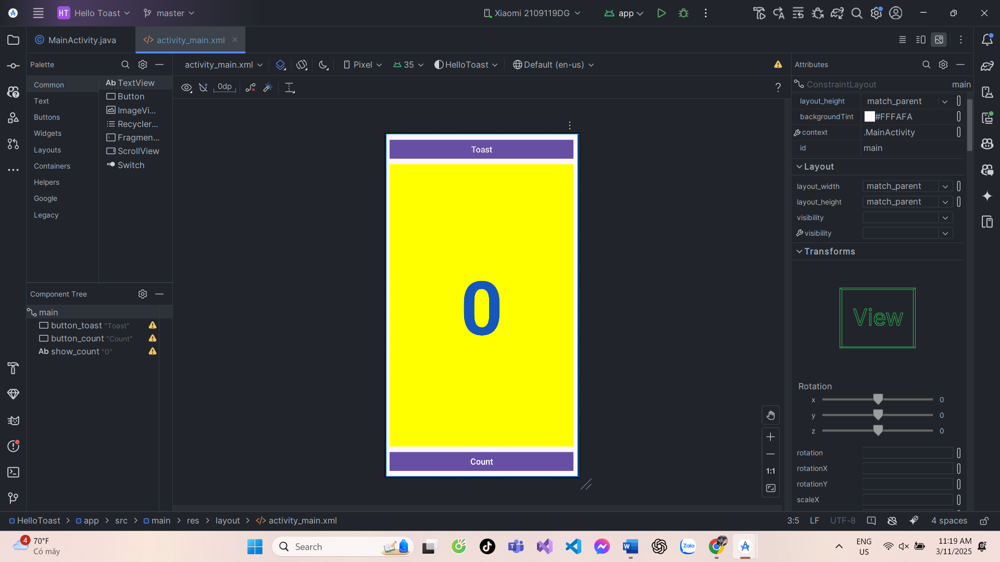 HT Hello Toast master Xiaomi 2109119DG app
MainActivity.java activity_main.xml
Palette
activity_main.xml Pixel 35 HelloToast Default (en-us)
Attributes
0dp
?
Common
Text
Buttons
Widgets
Layouts
Containers
Helpers
Google
Legacy
Ab TextView
Button
ImageVi...
Recycler...
Fragmen...
ScrollView
Switch
Component Tree
main
button_toast "Toast"
button_count "Count"
Ab show_count "0"
Toast
0
Count
1:1
ConstraintLayout main
layout_height match_parent
backgroundTint #FFFAFA
context .MainActivity
id main
Layout
layout_width match_parent
layout_height match_parent
visibility
visibility
Transforms
View
Rotation
x 0
y 0
z 0
rotation
rotationX
rotationY
scaleX
HelloToast > app > src > main > res > layout > activity_main.xml
3:5 LF UTF-8 4 spaces
4 70°F
Có mây
Search
Zalo
ENG
US
11:19 AM
3/11/2025